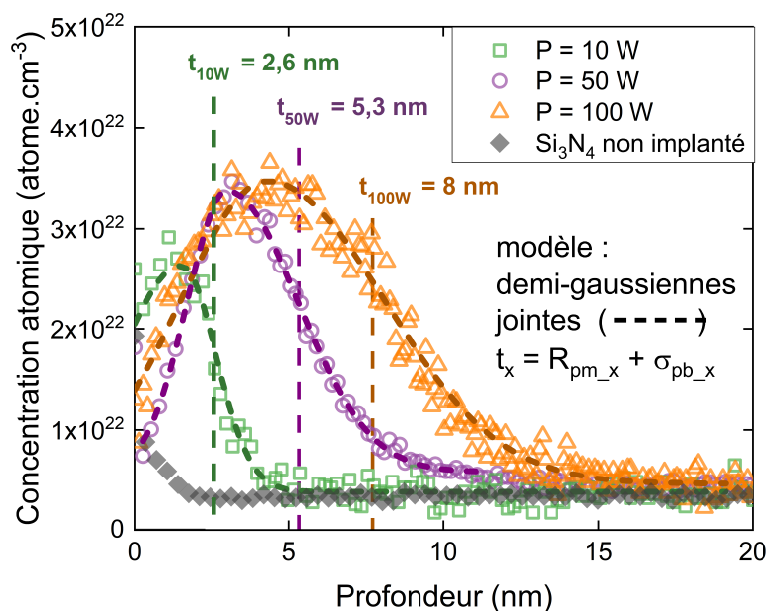 5x10²²
4x10²²
3x10²²
2x10²²
1x10²²
0
Concentration atomique (atome.cm⁻³)
t₁₀W = 2,6 nm
t₅₀W = 5,3 nm
t₁₀₀W = 8 nm
P = 10 W
P = 50 W
P = 100 W
Si₃N₄ non implanté
modèle :
demi-gaussiennes
jointes (-----)
tₓ = Rpm_x + σpb_x
0 5 10 15 20
Profondeur (nm)